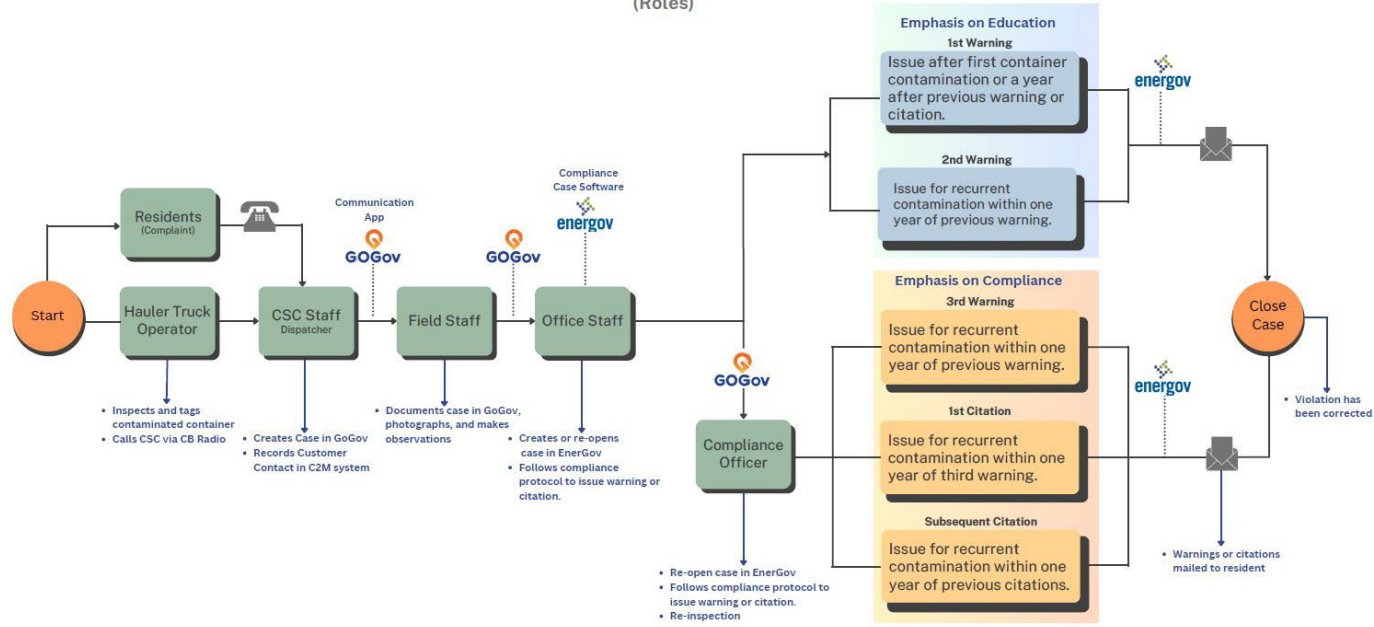 (Roles)
Emphasis on Education
1st Warning
Issue after first container
contamination or a year
after previous warning or
citation.
energov
2nd Warning
Issue for recurrent
contamination within one
year of previous warning.
Residents
(Complaint)
Communication
App
GOGov
GOGov
Compliance
Case Software
energov
Start
Hauler Truck
Operator
CSC Staff
Dispatcher
Field Staff
Office Staff
• Inspects and tags
contaminated container
• Calls CSC via CB Radio
• Creates Case in GoGov
• Records Customer
Contact in C2M system
• Documents case in GoGov,
photographs, and makes
observations
• Creates or re-opens
case in EnerGov
• Follows compliance
protocol to issue warning or
citation.
GOGov
Compliance
Officer
• Re-open case in EnerGov
• Follows compliance protocol to
issue warning or citation.
• Re-inspection
Emphasis on Compliance
3rd Warning
Issue for recurrent
contamination within one
year of previous warning.
1st Citation
Issue for recurrent
contamination within one
year of third warning.
Subsequent Citation
Issue for recurrent
contamination within one
year of previous citations.
energov
• Warnings or citations
mailed to resident
Close
Case
• Violation has
been corrected